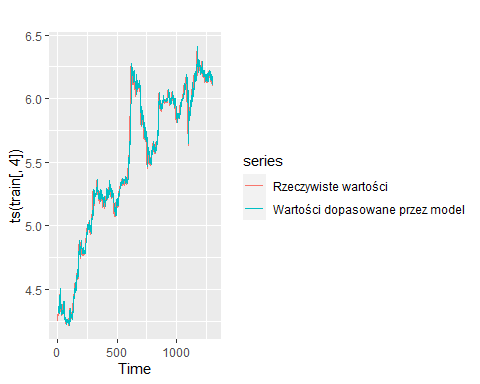 6.5
6.0
5.5
5.0
4.5
ts(train[, 4])
0
500
1000
Time
series
Rzeczywiste wartości
Wartości dopasowane przez model